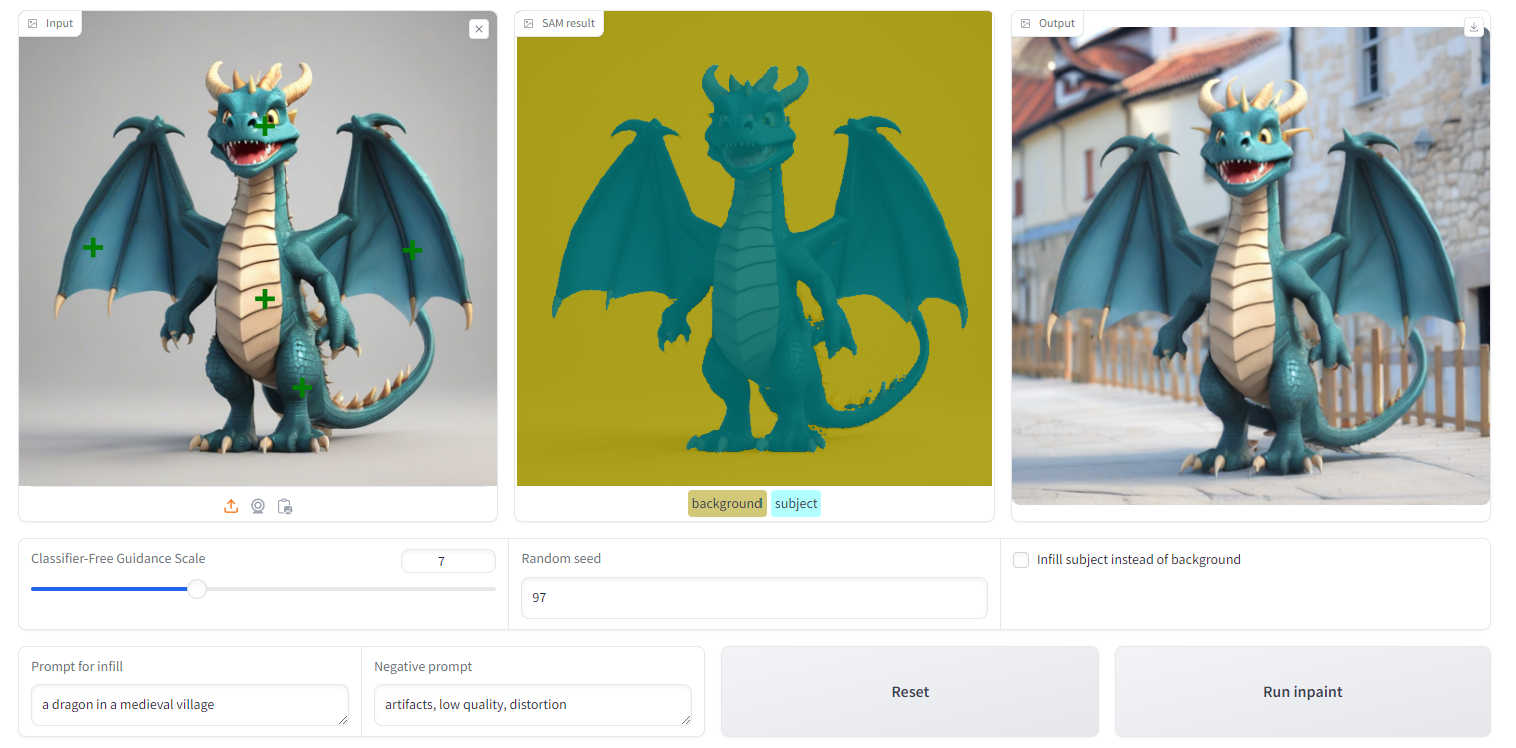 Input
SAM result
Output
background subject
Classifier-Free Guidance Scale
7
Random seed
97
Infill subject instead of background
Prompt for infill
a dragon in a medieval village
Negative prompt
artifacts, low quality, distortion
Reset
Run inpaint